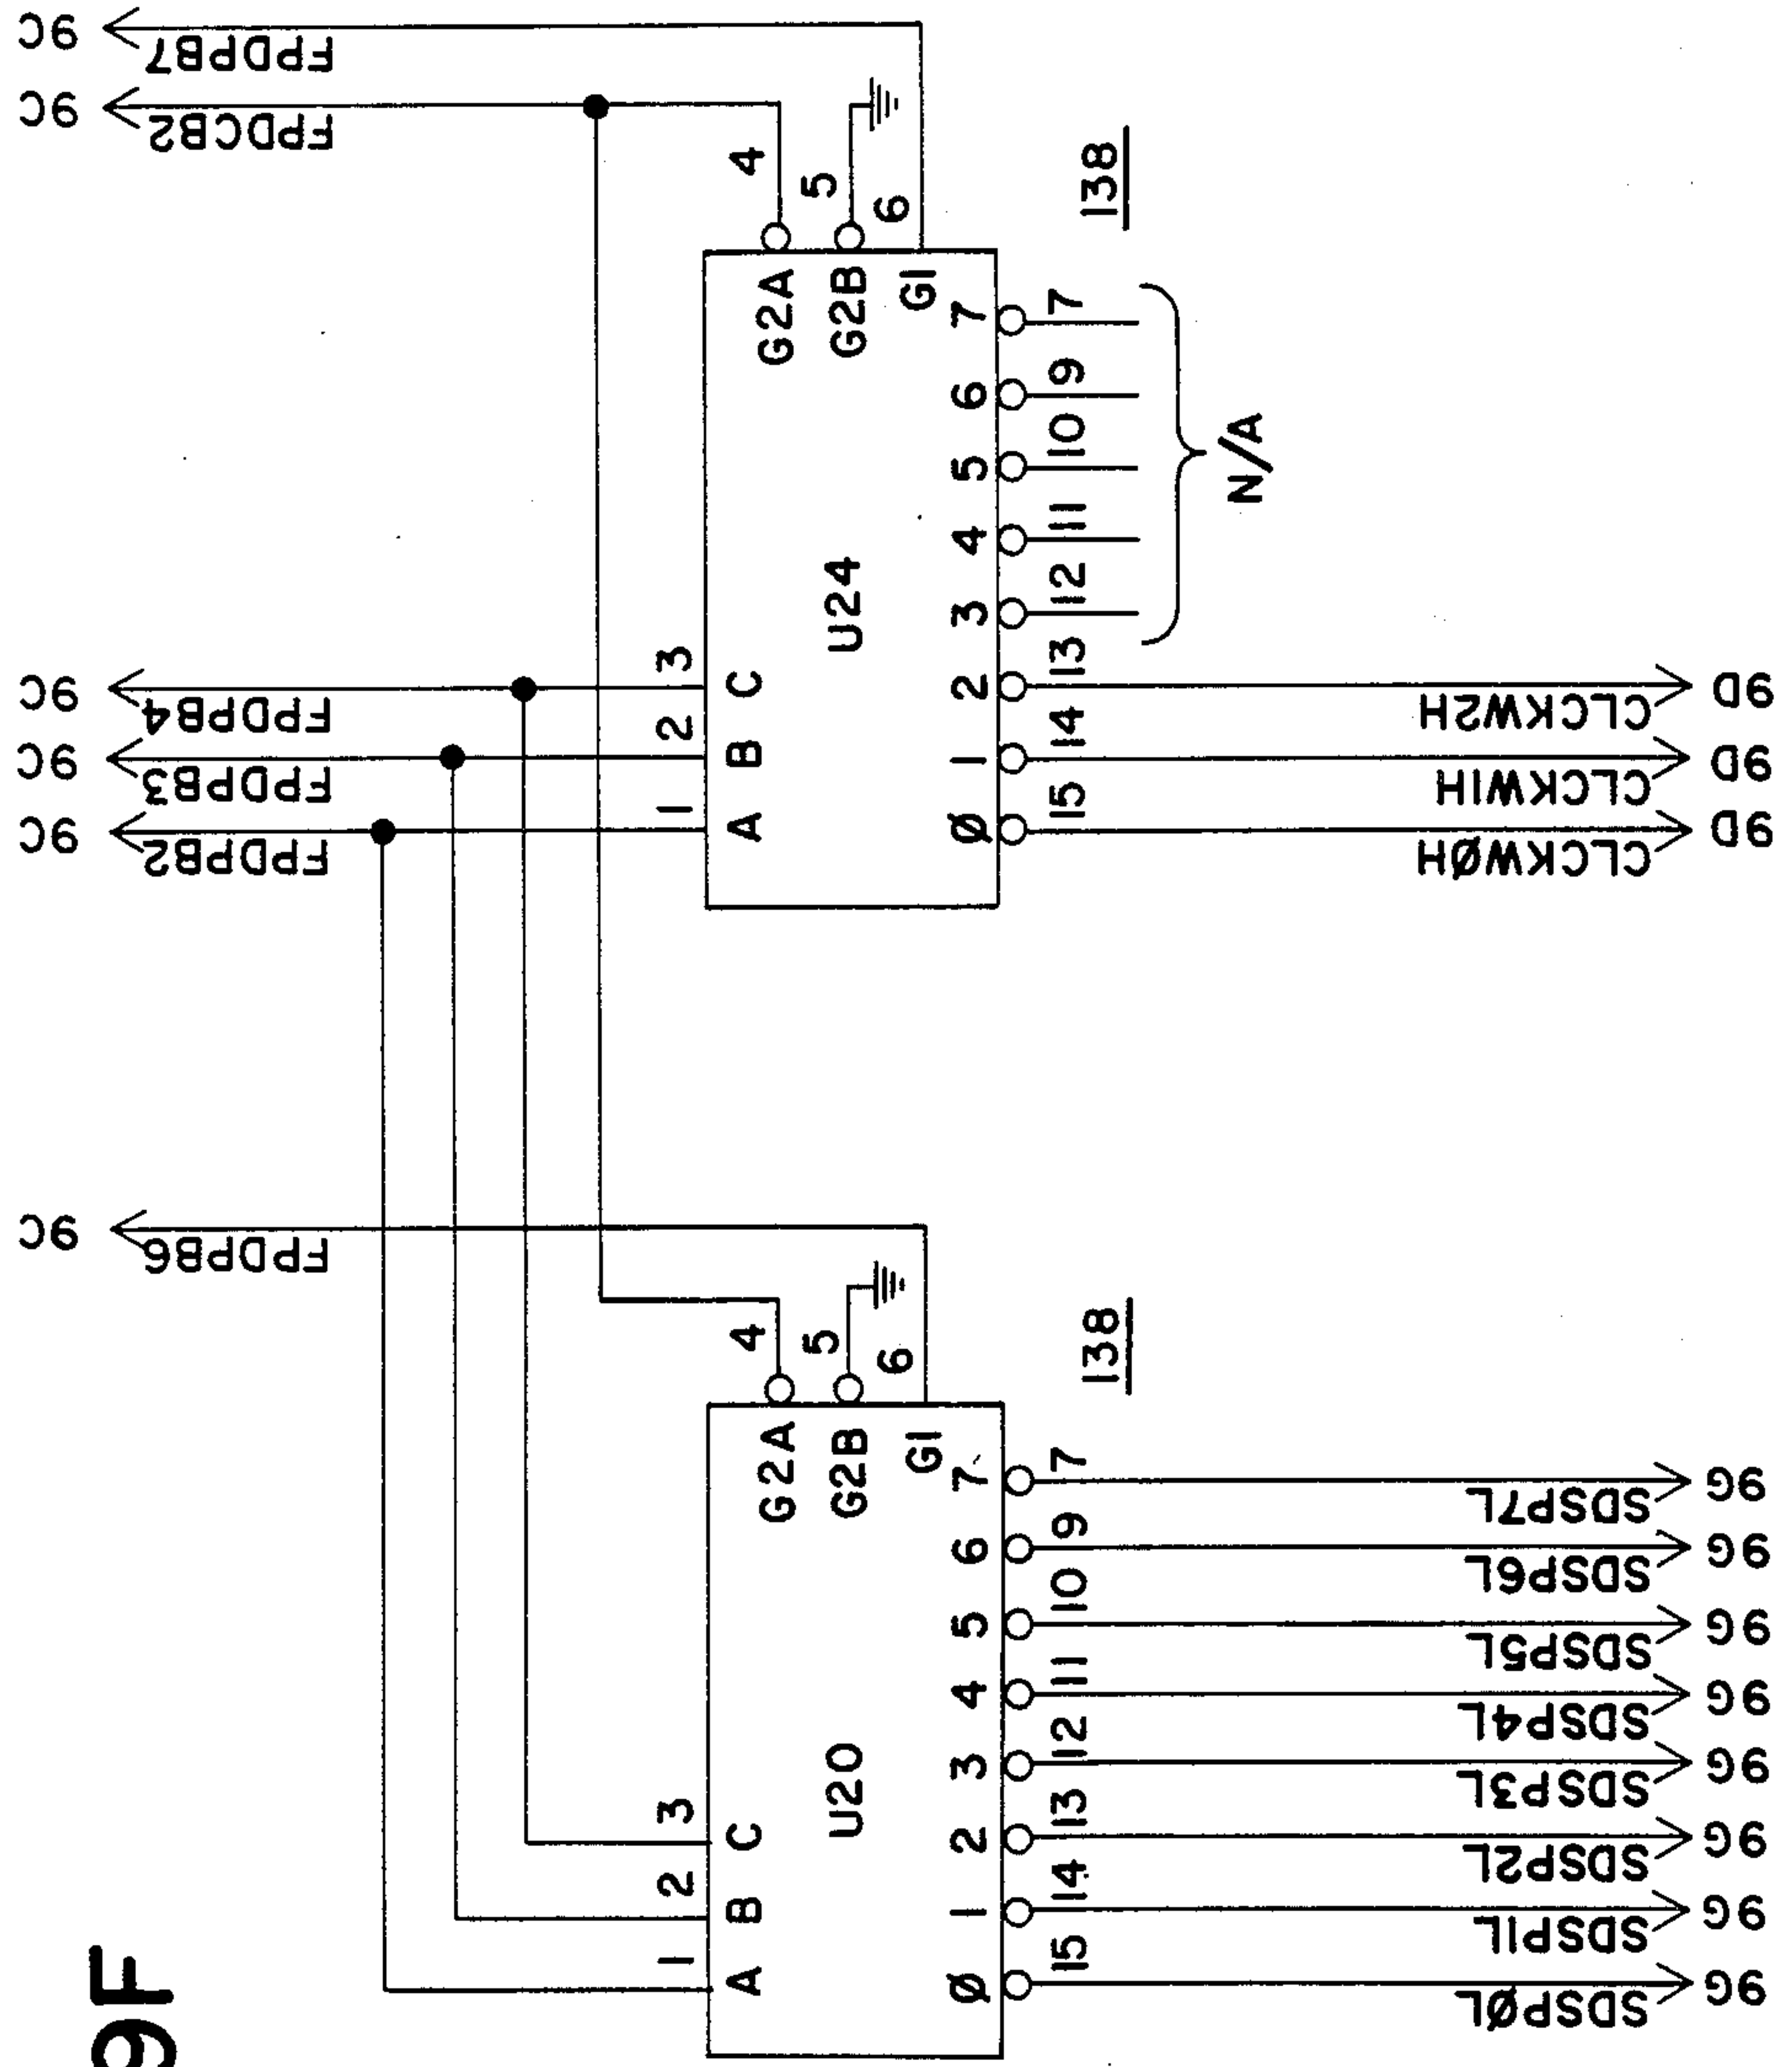 9F
9C
FPDPB7
9C
FPDCB2
9C
FPDPB4
9C
FPDPB3
9C
FPDPB2
9C
FPDPB6
4
5
6
G2A
G2B
G1
138
3
2
1
C
B
A
U24
7
6
5
4
3
2
1
Ø
7
9
10
11
12
13
14
15
N/A
CLCKW2H
9D
CLCKW1H
9D
CLCKWØH
9D
4
5
6
G2A
G2B
G1
138
3
2
1
C
B
A
U20
7
6
5
4
3
2
1
Ø
7
9
10
11
12
13
14
15
SDSP7L
9G
SDSP6L
9G
SDSP5L
9G
SDSP4L
9G
SDSP3L
9G
SDSP2L
9G
SDSP1L
9G
SDSPØL
9G